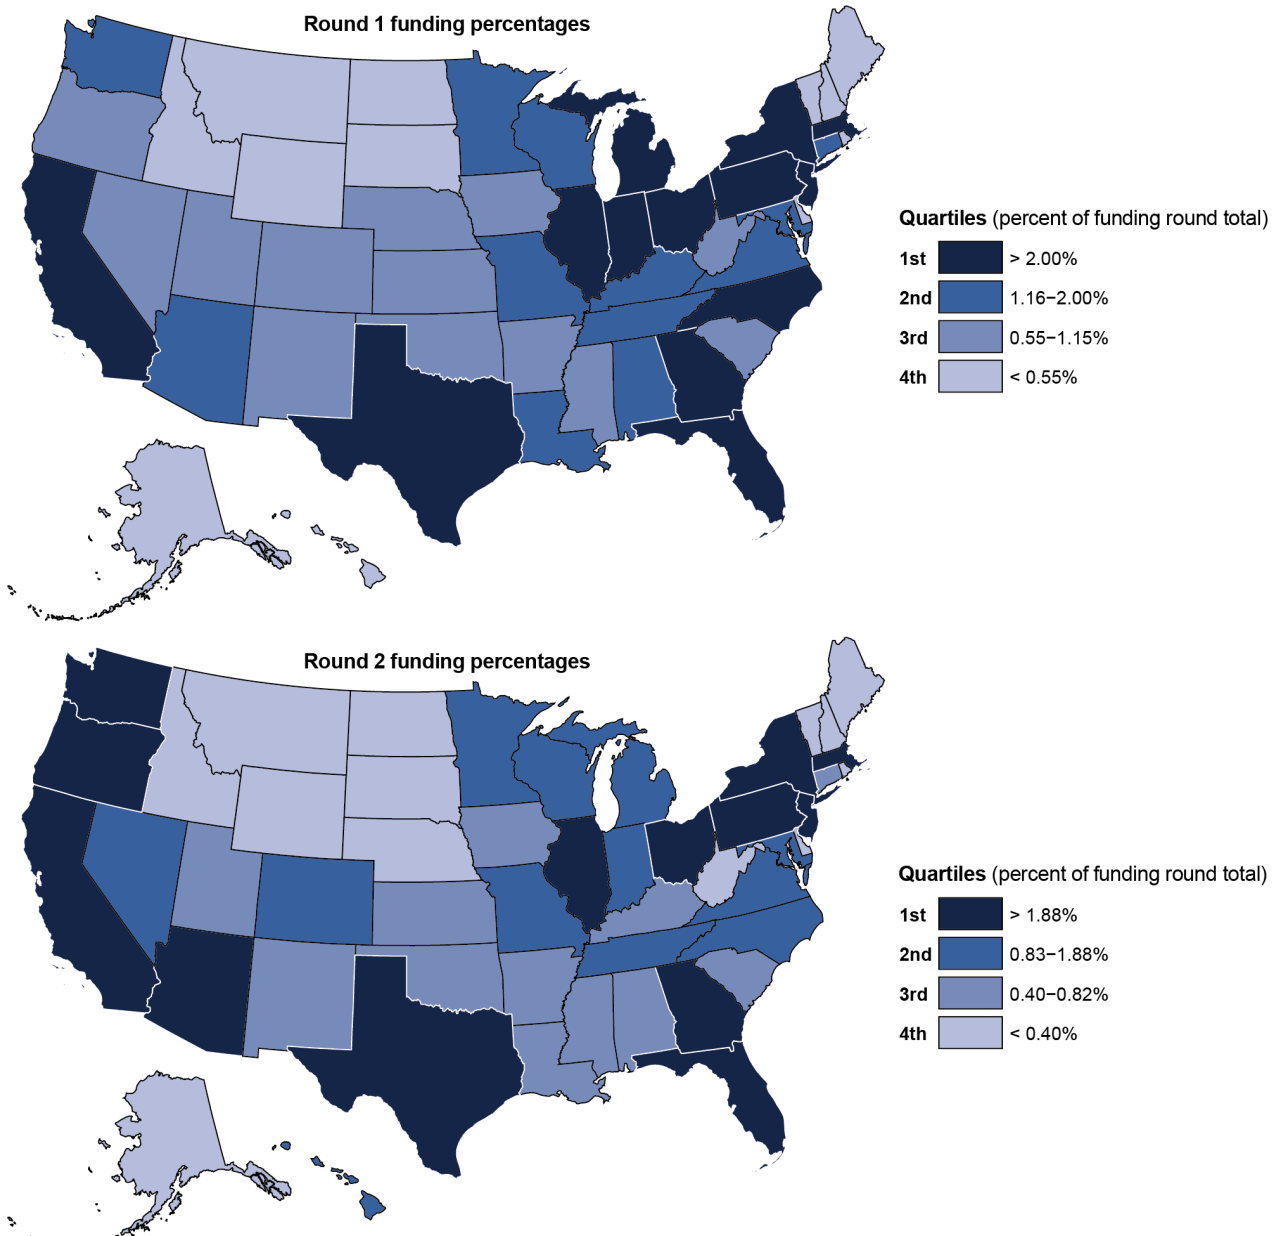 Round 1 funding percentages
Quartiles (percent of funding round total)
1st > 2.00%
2nd 1.16–2.00%
3rd 0.55–1.15%
4th < 0.55%
Round 2 funding percentages
Quartiles (percent of funding round total)
1st > 1.88%
2nd 0.83–1.88%
3rd 0.40–0.82%
4th < 0.40%